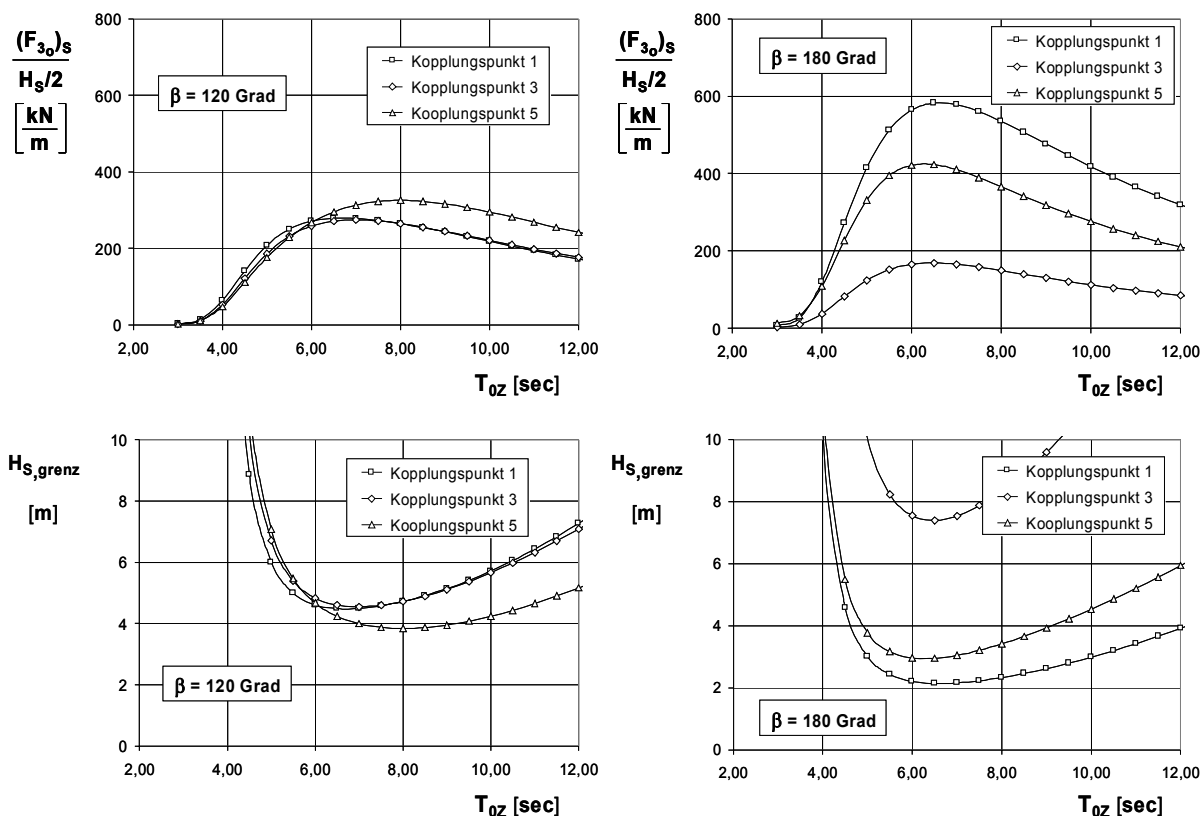 (F3o)S
HS/2
[kN
m]
800
600
400
200
0
β = 120 Grad
Kopplungspunkt 1
Kopplungspunkt 3
Kooplungspunkt 5
2,00 4,00 6,00 8,00 10,00 12,00
T0Z [sec]
(F3o)S
HS/2
[kN
m]
800
600
400
200
0
β = 180 Grad
Kopplungspunkt 1
Kopplungspunkt 3
Kopplungspunkt 5
2,00 4,00 6,00 8,00 10,00 12,00
T0Z [sec]
HS,grenz
[m]
10
8
6
4
2
0
Kopplungspunkt 1
Kopplungspunkt 3
Kooplungspunkt 5
β = 120 Grad
2,00 4,00 6,00 8,00 10,00 12,00
T0Z [sec]
HS,grenz
[m]
10
8
6
4
2
0
Kopplungspunkt 1
Kopplungspunkt 3
Kopplungspunkt 5
β = 180 Grad
2,00 4,00 6,00 8,00 10,00 12,00
T0Z [sec]